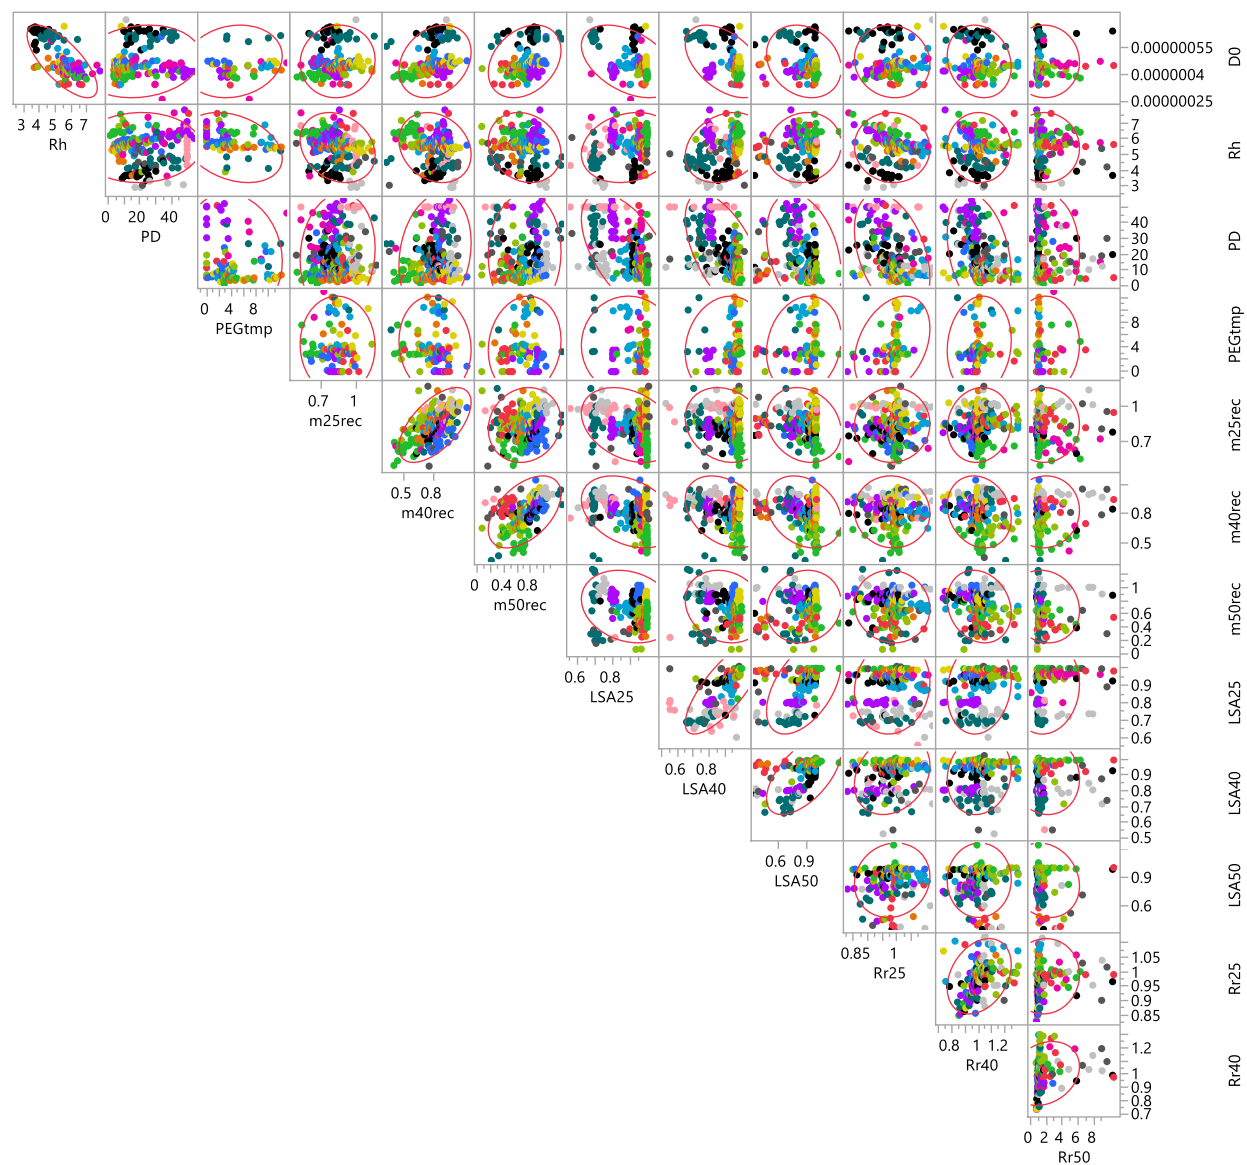 0.00000055
0.0000004
0.00000025
D0
3 4 5 6 7
Rh
7
6
5
4
3
Rh
0 20 40
PD
40
30
20
10
0
PD
0 4 8
PEGtmp
8
4
0
PEGtmp
0.7 1
m25rec
1
0.7
m25rec
0.5 0.8
m40rec
0.8
0.5
m40rec
0 0.4 0.8
m50rec
1
0.6
0.4
0.2
0
m50rec
0.6 0.8
LSA25
0.9
0.8
0.7
0.6
LSA25
0.6 0.8
LSA40
0.9
0.8
0.7
0.6
0.5
LSA40
0.6 0.9
LSA50
0.9
0.6
LSA50
0.85 1
Rr25
1.05
1
0.95
0.9
0.85
Rr25
0.8 1 1.2
Rr40
1.2
1
0.9
0.8
0.7
Rr40
0 2 4 6 8
Rr50